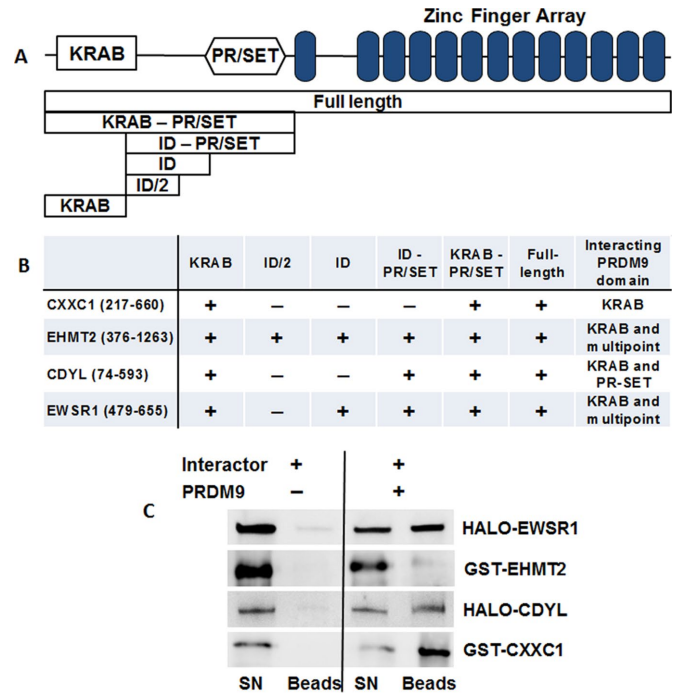 Zinc Finger Array
A KRAB PR/SET
Full length
KRAB – PR/SET
ID – PR/SET
ID
ID/2
KRAB
B
KRAB ID/2 ID ID - PR/SET KRAB - PR/SET Full-length Interacting PRDM9 domain
CXXC1 (217-660) + – – – + + KRAB
EHMT2 (376-1263) + + + + + + KRAB and multipoint
CDYL (74-593) + – – + + + KRAB and PR-SET
EWSR1 (479-655) + – + + + + KRAB and multipoint
C
Interactor + +
PRDM9 – +
HALO-EWSR1
GST-EHMT2
HALO-CDYL
GST-CXXC1
SN Beads SN Beads